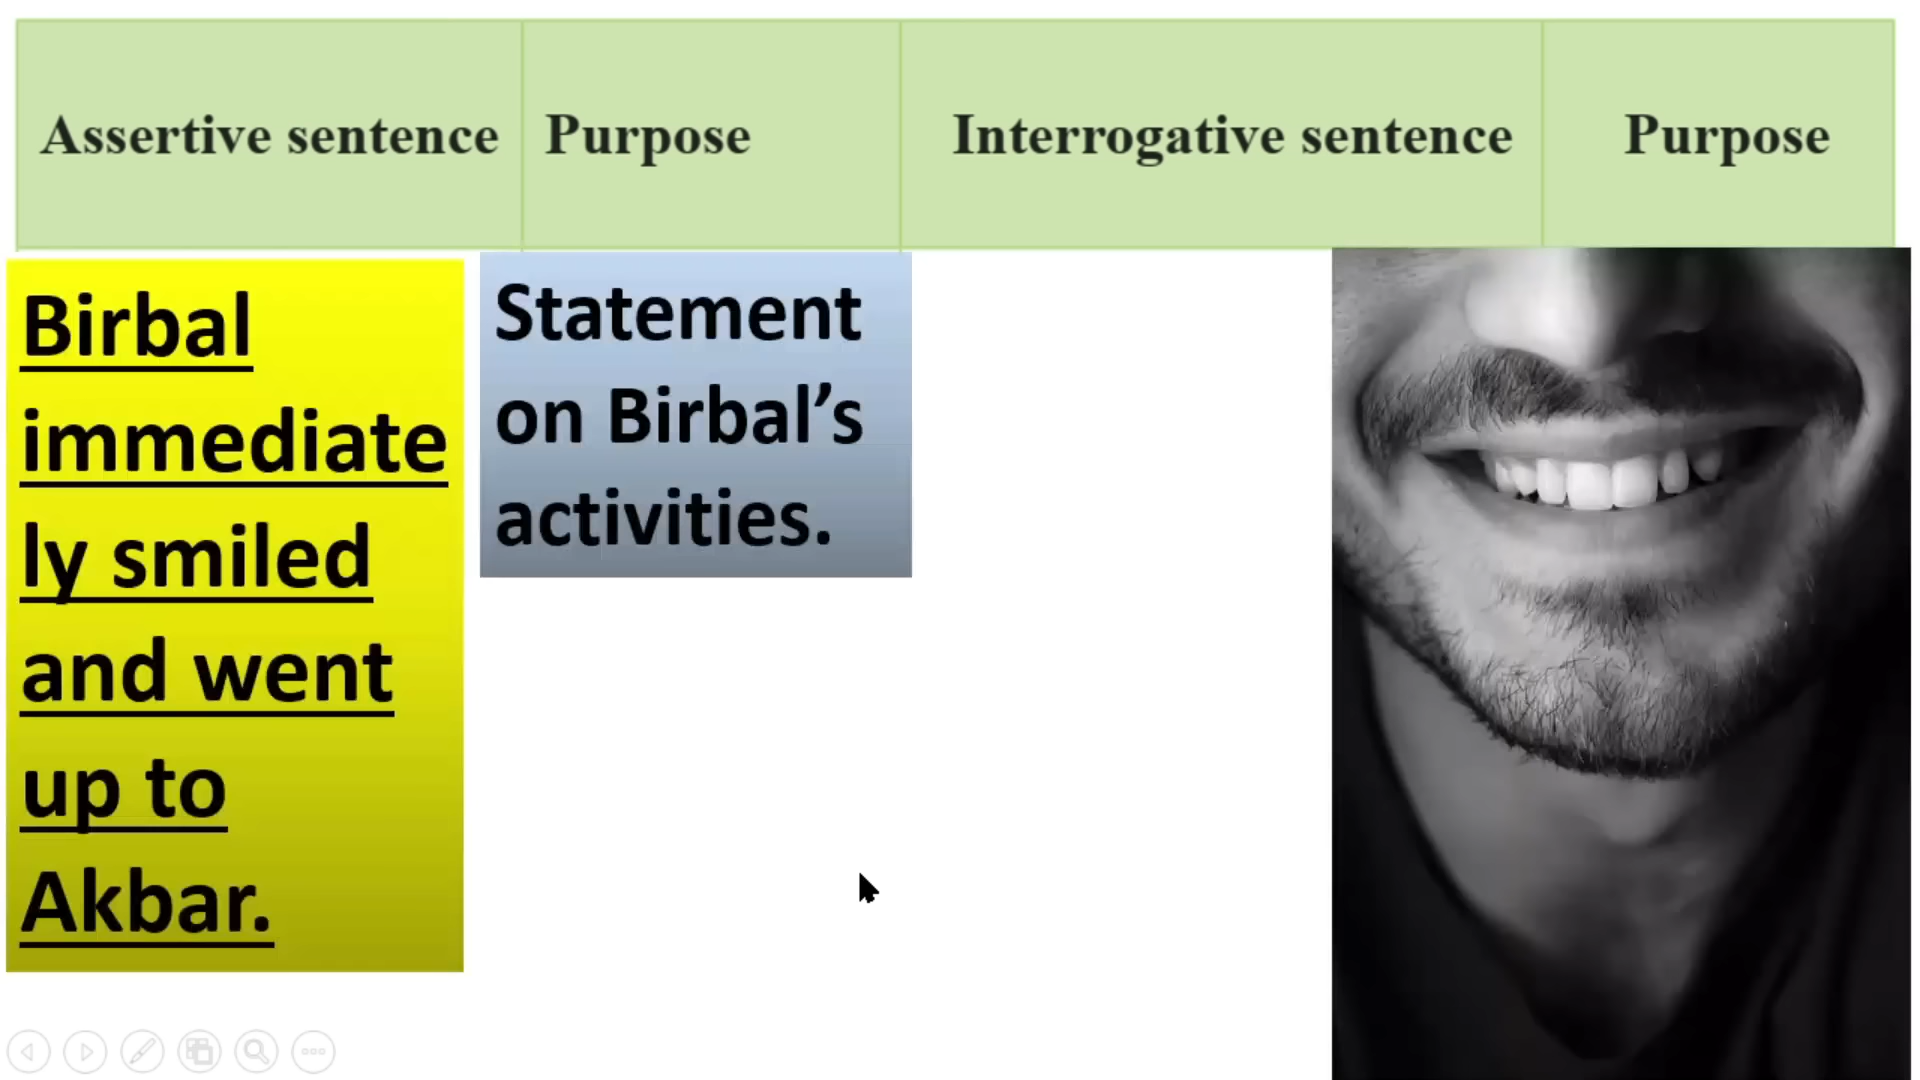 Assertive sentence
Purpose
Interrogative sentence
Purpose
Birbal
immediate
ly smiled
and went
up to
Akbar.
Statement
on Birbal’s
activities.